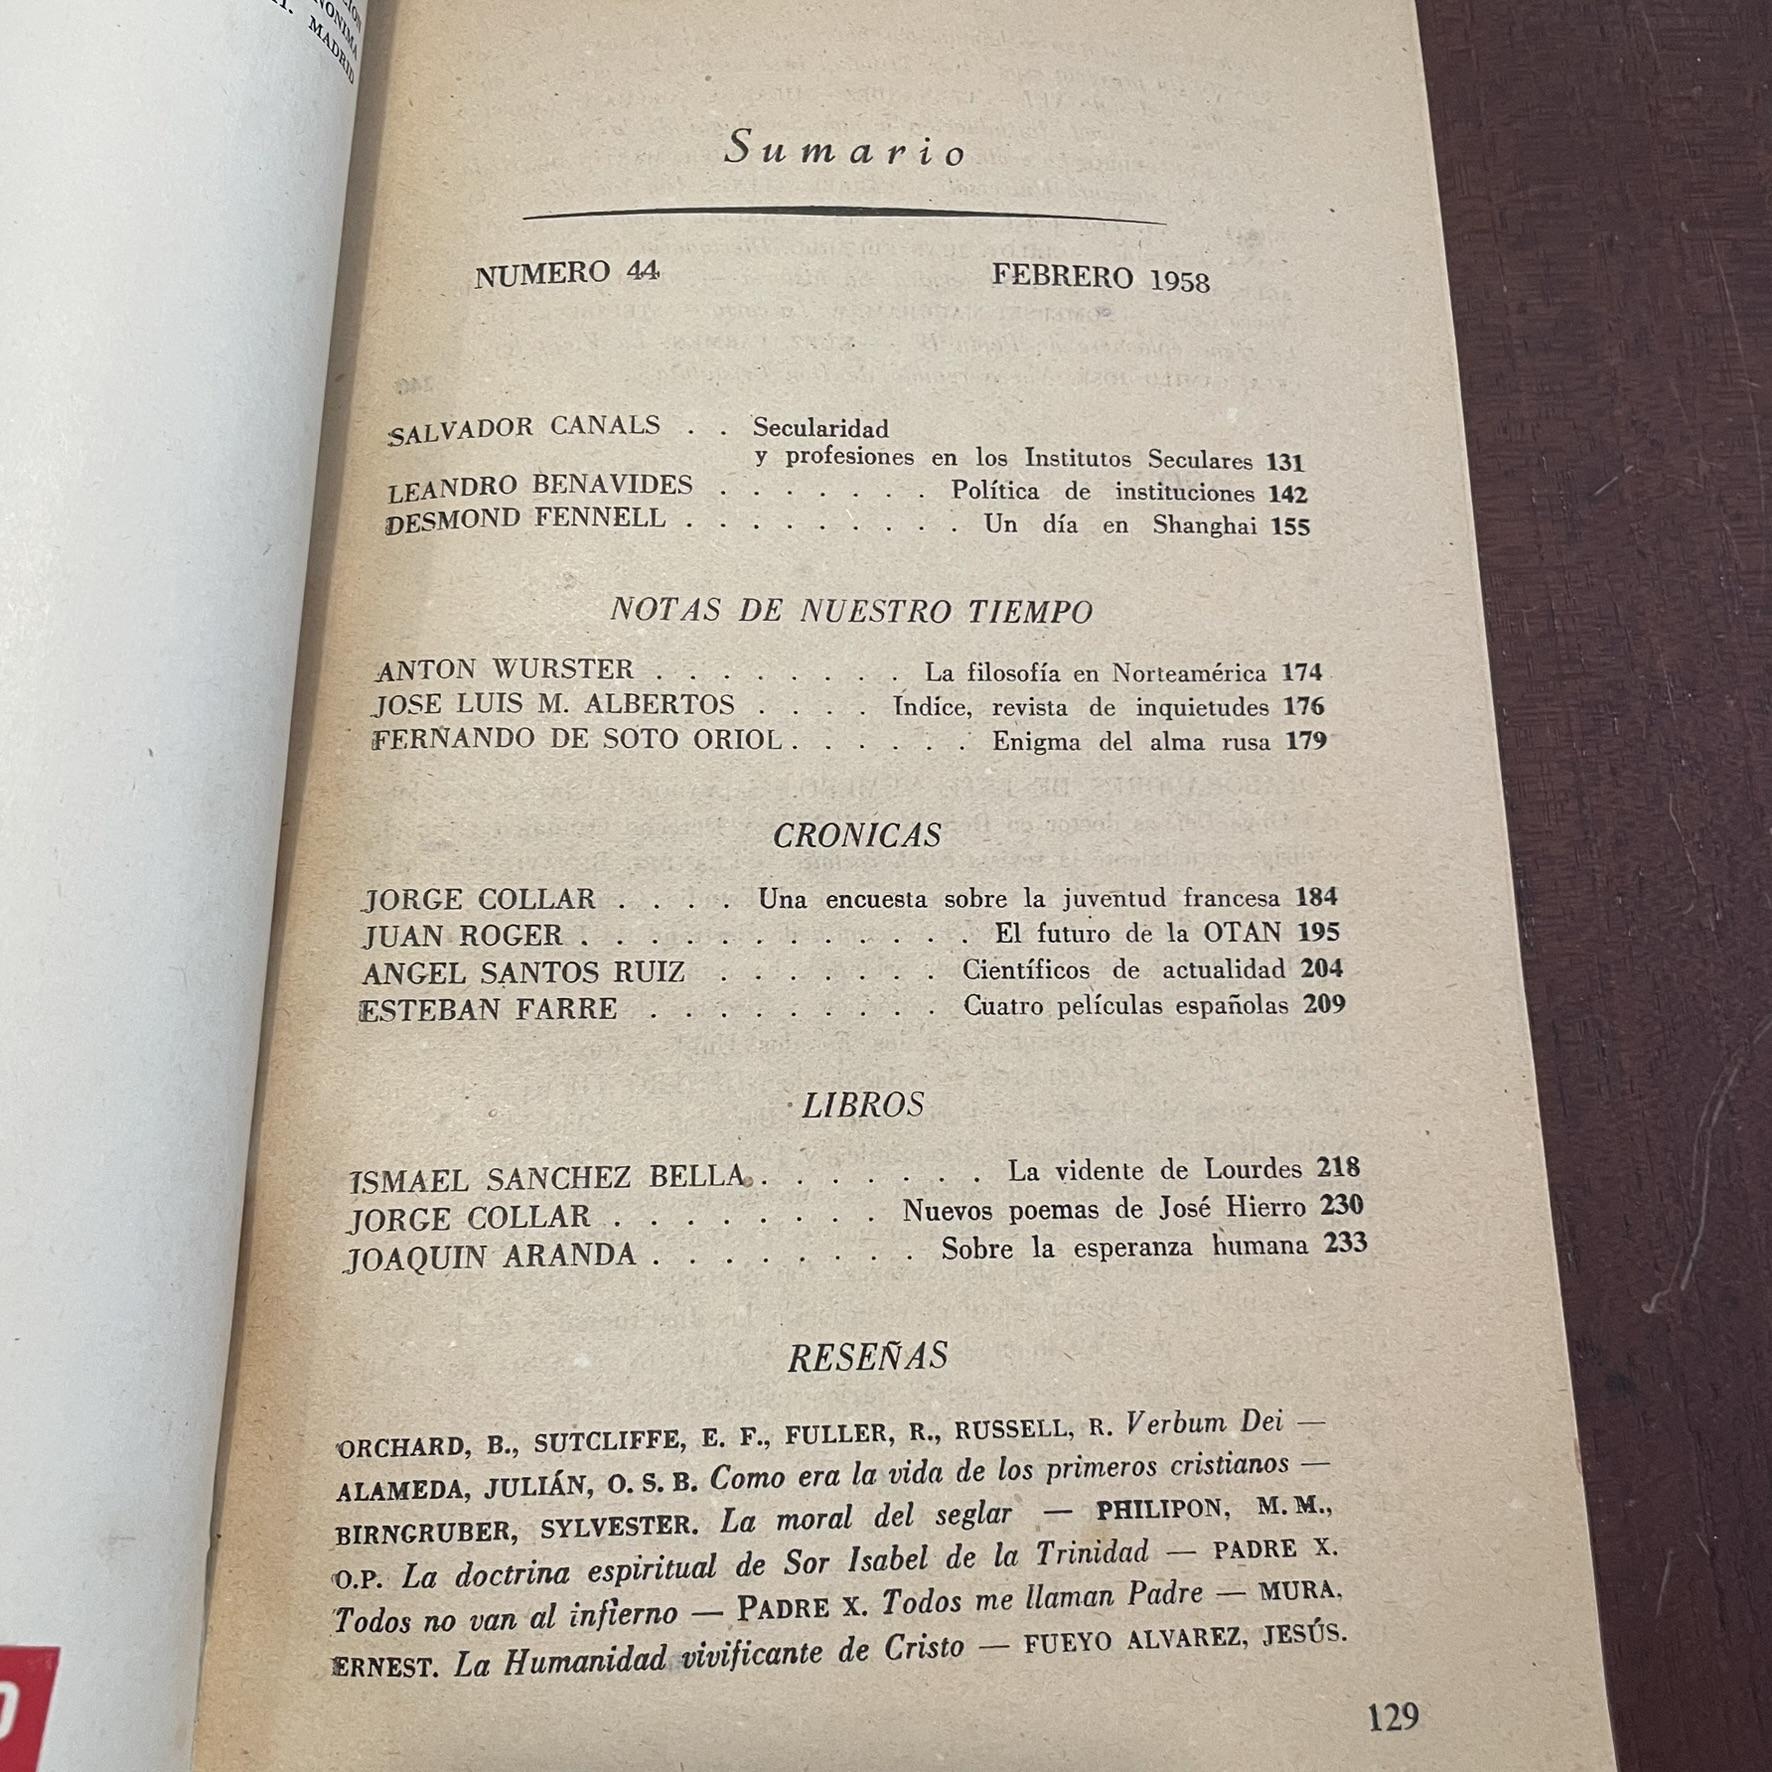 MADRID
Sumario
NUMERO 44 FEBRERO 1958
SALVADOR CANALS . . Secularidad
y profesiones en los Institutos Seculares 131
LEANDRO BENAVIDES . . . . . . . Política de instituciones 142
DESMOND FENNELL . . . . . . . . . Un día en Shanghai 155
NOTAS DE NUESTRO TIEMPO
ANTON WURSTER . . . . . . . . La filosofía en Norteamérica 174
JOSE LUIS M. ALBERTOS . . . . Indíce, revista de inquietudes 176
FERNANDO DE SOTO ORIOL . . . . . . Enigma del alma rusa 179
CRONICAS
JORGE COLLAR . . . . Una encuesta sobre la juventud francesa 184
JUAN ROGER . . . . . . . . . . . . El futuro de la OTAN 195
ANGEL SANTOS RUIZ . . . . . . . Científicos de actualidad 204
ESTEBAN FARRE . . . . . . . . . Cuatro películas españolas 209
LIBROS
ISMAEL SANCHEZ BELLA . . . . . . . La vidente de Lourdes 218
JORGE COLLAR . . . . . . . . Nuevos poemas de José Hierro 230
JOAQUIN ARANDA . . . . . . . . Sobre la esperanza humana 233
RESEÑAS
ORCHARD, B., SUTCLIFFE, E. F., FULLER, R., RUSSELL, R. Verbum Dei —
ALAMEDA, JULIÁN, O. S. B. Como era la vida de los primeros cristianos —
BIRNGRUBER, SYLVESTER. La moral del seglar — PHILIPON, M. M.,
O.P. La doctrina espiritual de Sor Isabel de la Trinidad — PADRE X.
Todos no van al infierno — PADRE X. Todos me llaman Padre — MURA,
ERNEST. La Humanidad vivificante de Cristo — FUEYO ALVAREZ, JESÚS.
129